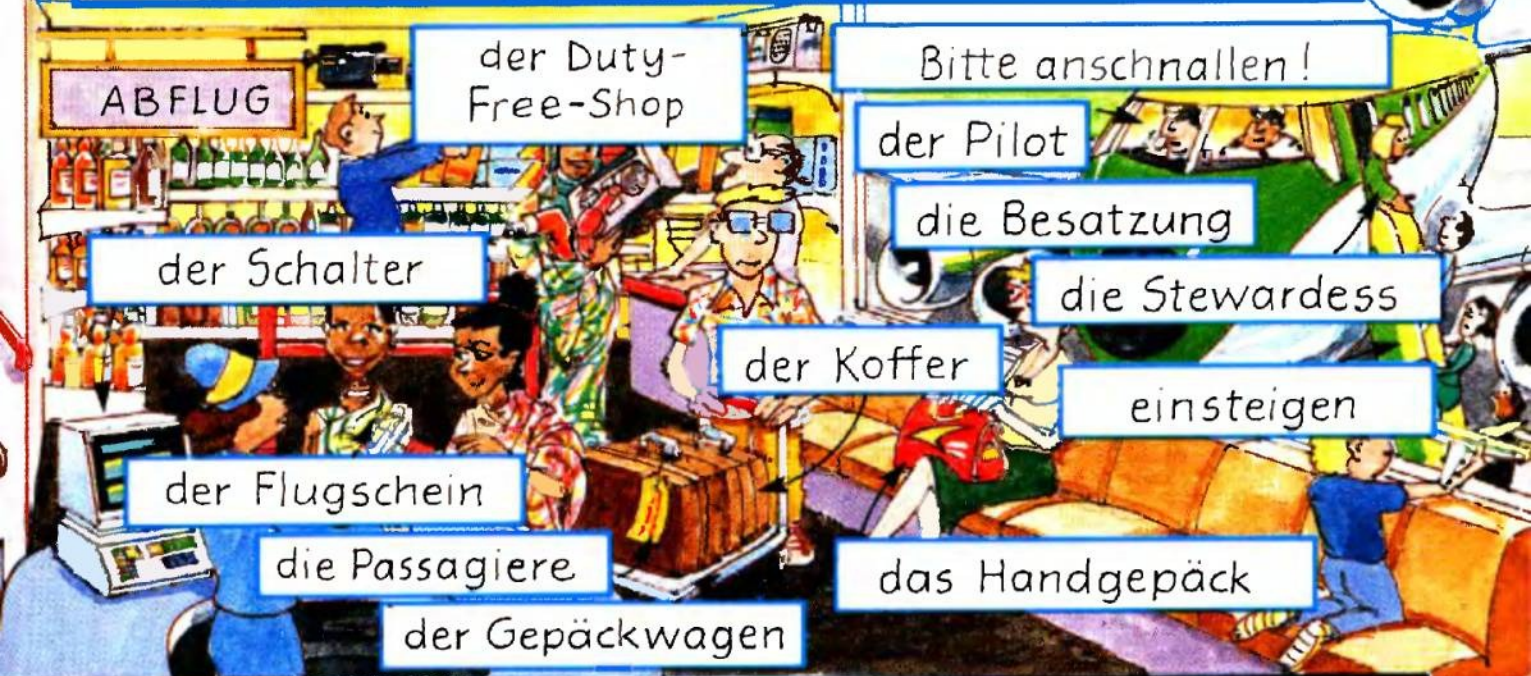 ABFLUG
der Duty-
Free-Shop
Bitte anschnallen!
der Pilot
die Besatzung
der Schalter
die Stewardess
der Koffer
einsteigen
der Flugschein
die Passagiere
das Handgepäck
der Gepäckwagen